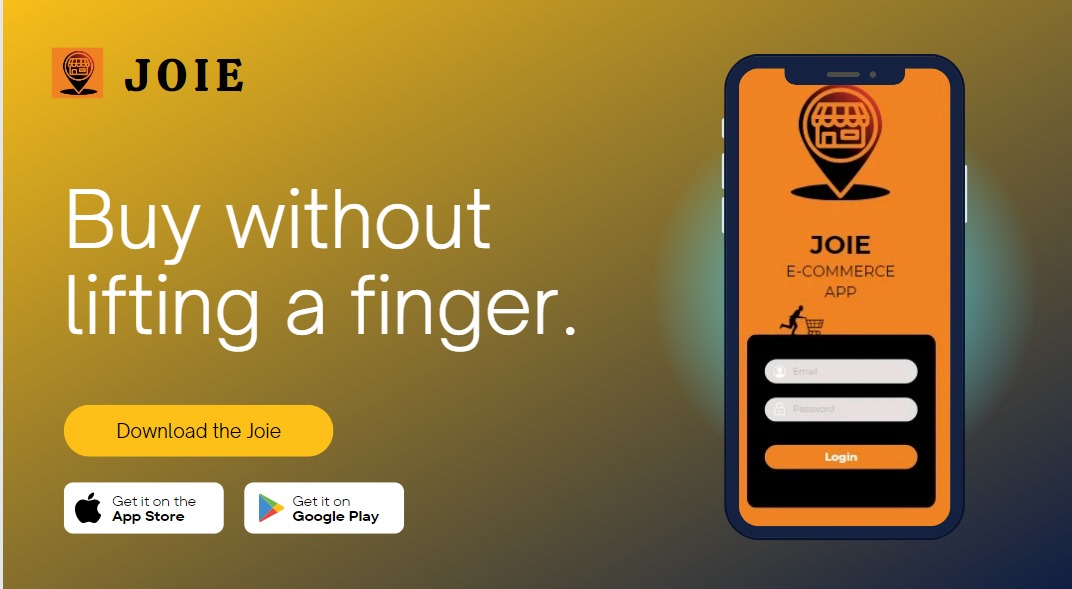 JOIE
Buy without
lifting a finger.
Download the Joie
Get it on the
App Store
Get it on
Google Play
JOIE
E-COMMERCE
APP
Email
Password
Login